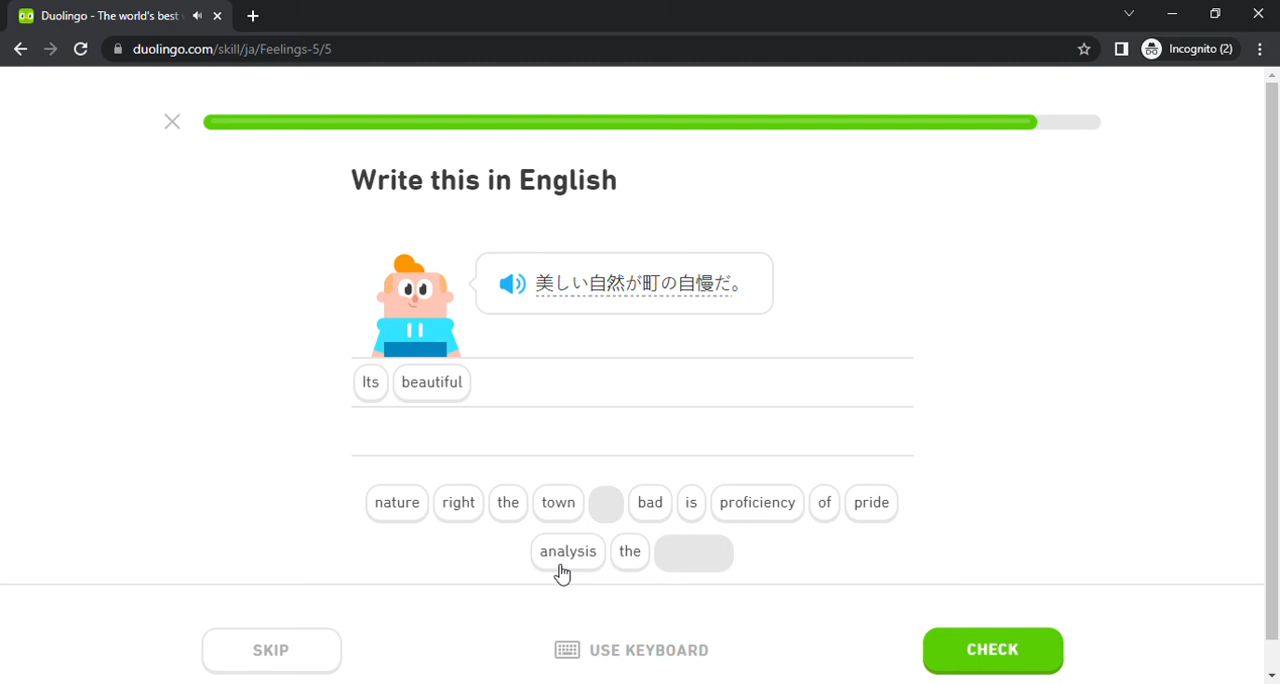 Duolingo - The world's best
duolingo.com/skill/ja/Feelings-5/5
Incognito (2)
Write this in English
美しい自然が町の自慢だ。
Its beautiful
nature right the town bad is proficiency of pride
analysis the
SKIP
USE KEYBOARD
CHECK